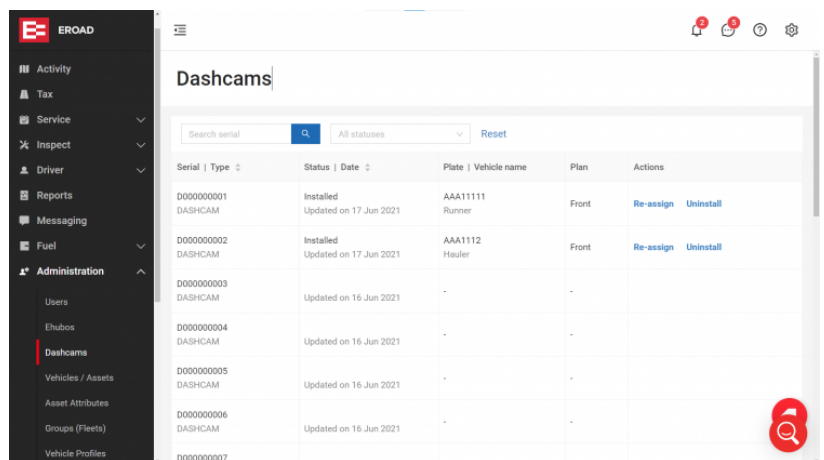 EROAD
2
5
Activity
Tax
Service
Inspect
Driver
Reports
Messaging
Fuel
Administration
Users
Ehubos
Dashcams
Vehicles / Assets
Asset Attributes
Groups (Fleets)
Vehicle Profiles
Dashcams
Search serial
All statuses
Reset
Serial | Type Status | Date Plate | Vehicle name Plan Actions
D000000001 Installed AAA11111 Front Re-assign Uninstall
DASHCAM Updated on 17 Jun 2021 Runner
D000000002 Installed AAA1112 Front Re-assign Uninstall
DASHCAM Updated on 17 Jun 2021 Hauler
D000000003 - -
DASHCAM Updated on 16 Jun 2021
D000000004 - -
DASHCAM Updated on 16 Jun 2021
D000000005 - -
DASHCAM Updated on 16 Jun 2021
D000000006 - -
DASHCAM Updated on 16 Jun 2021
D000000007